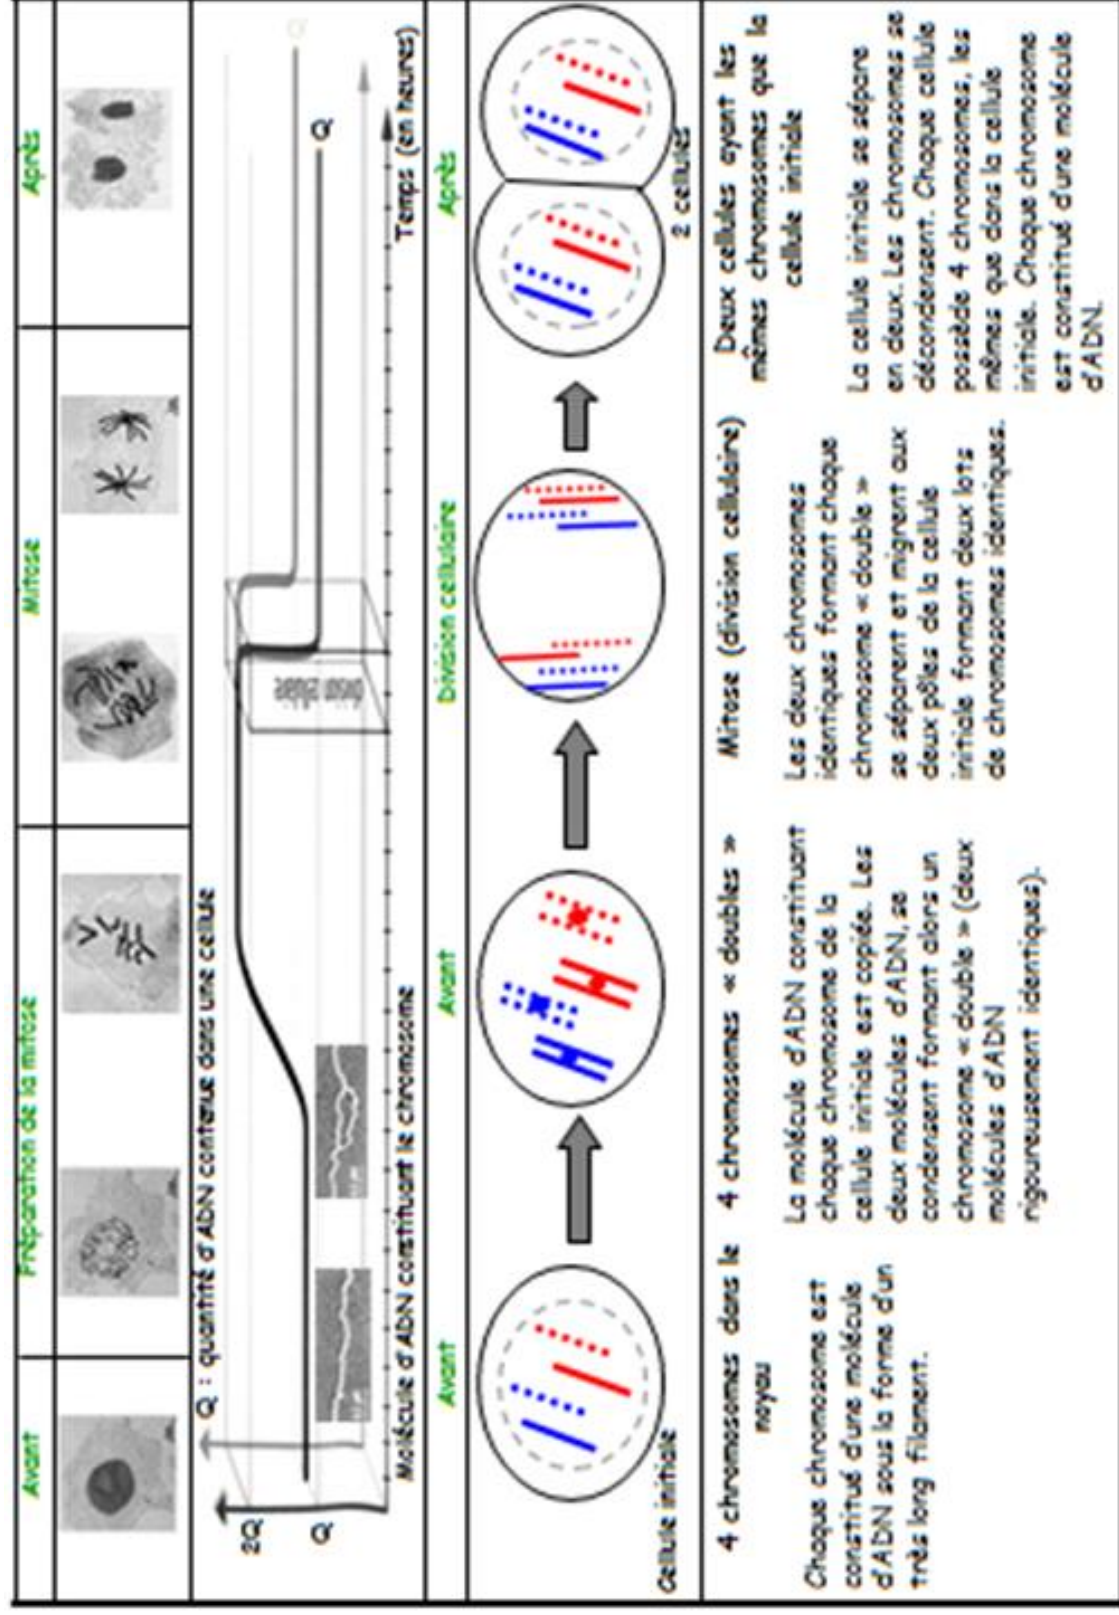 Avant
Préparation de la mitose
Mitose
Après
Q : quantité d'ADN contenue dans une cellule
2Q
Q
division cellulaire
Q
Q
Temps (en heures)
Molécule d'ADN constituant le chromosome
Avant
Avant
Division cellulaire
Après
Cellule initiale
2 cellules
4 chromosomes dans le
noyau
Chaque chromosome est
constitué d'une molécule
d'ADN sous la forme d'un
très long filament.
4 chromosomes « doubles »
La molécule d'ADN constituant
chaque chromosome de la
cellule initiale est copiée. Les
deux molécules d'ADN, se
condensent formant alors un
chromosome « double » (deux
molécules d'ADN
rigoureusement identiques).
Mitose (division cellulaire)
Les deux chromosomes
identiques formant chaque
chromosome « double »
se séparent et migrent aux
deux pôles de la cellule
initiale formant deux lots
de chromosomes identiques.
Deux cellules ayant les
mêmes chromosomes que la
cellule initiale
La cellule initiale se sépare
en deux. Les chromosomes se
décondensent. Chaque cellule
possède 4 chromosomes, les
mêmes que dans la cellule
initiale. Chaque chromosome
est constitué d'une molécule
d'ADN.